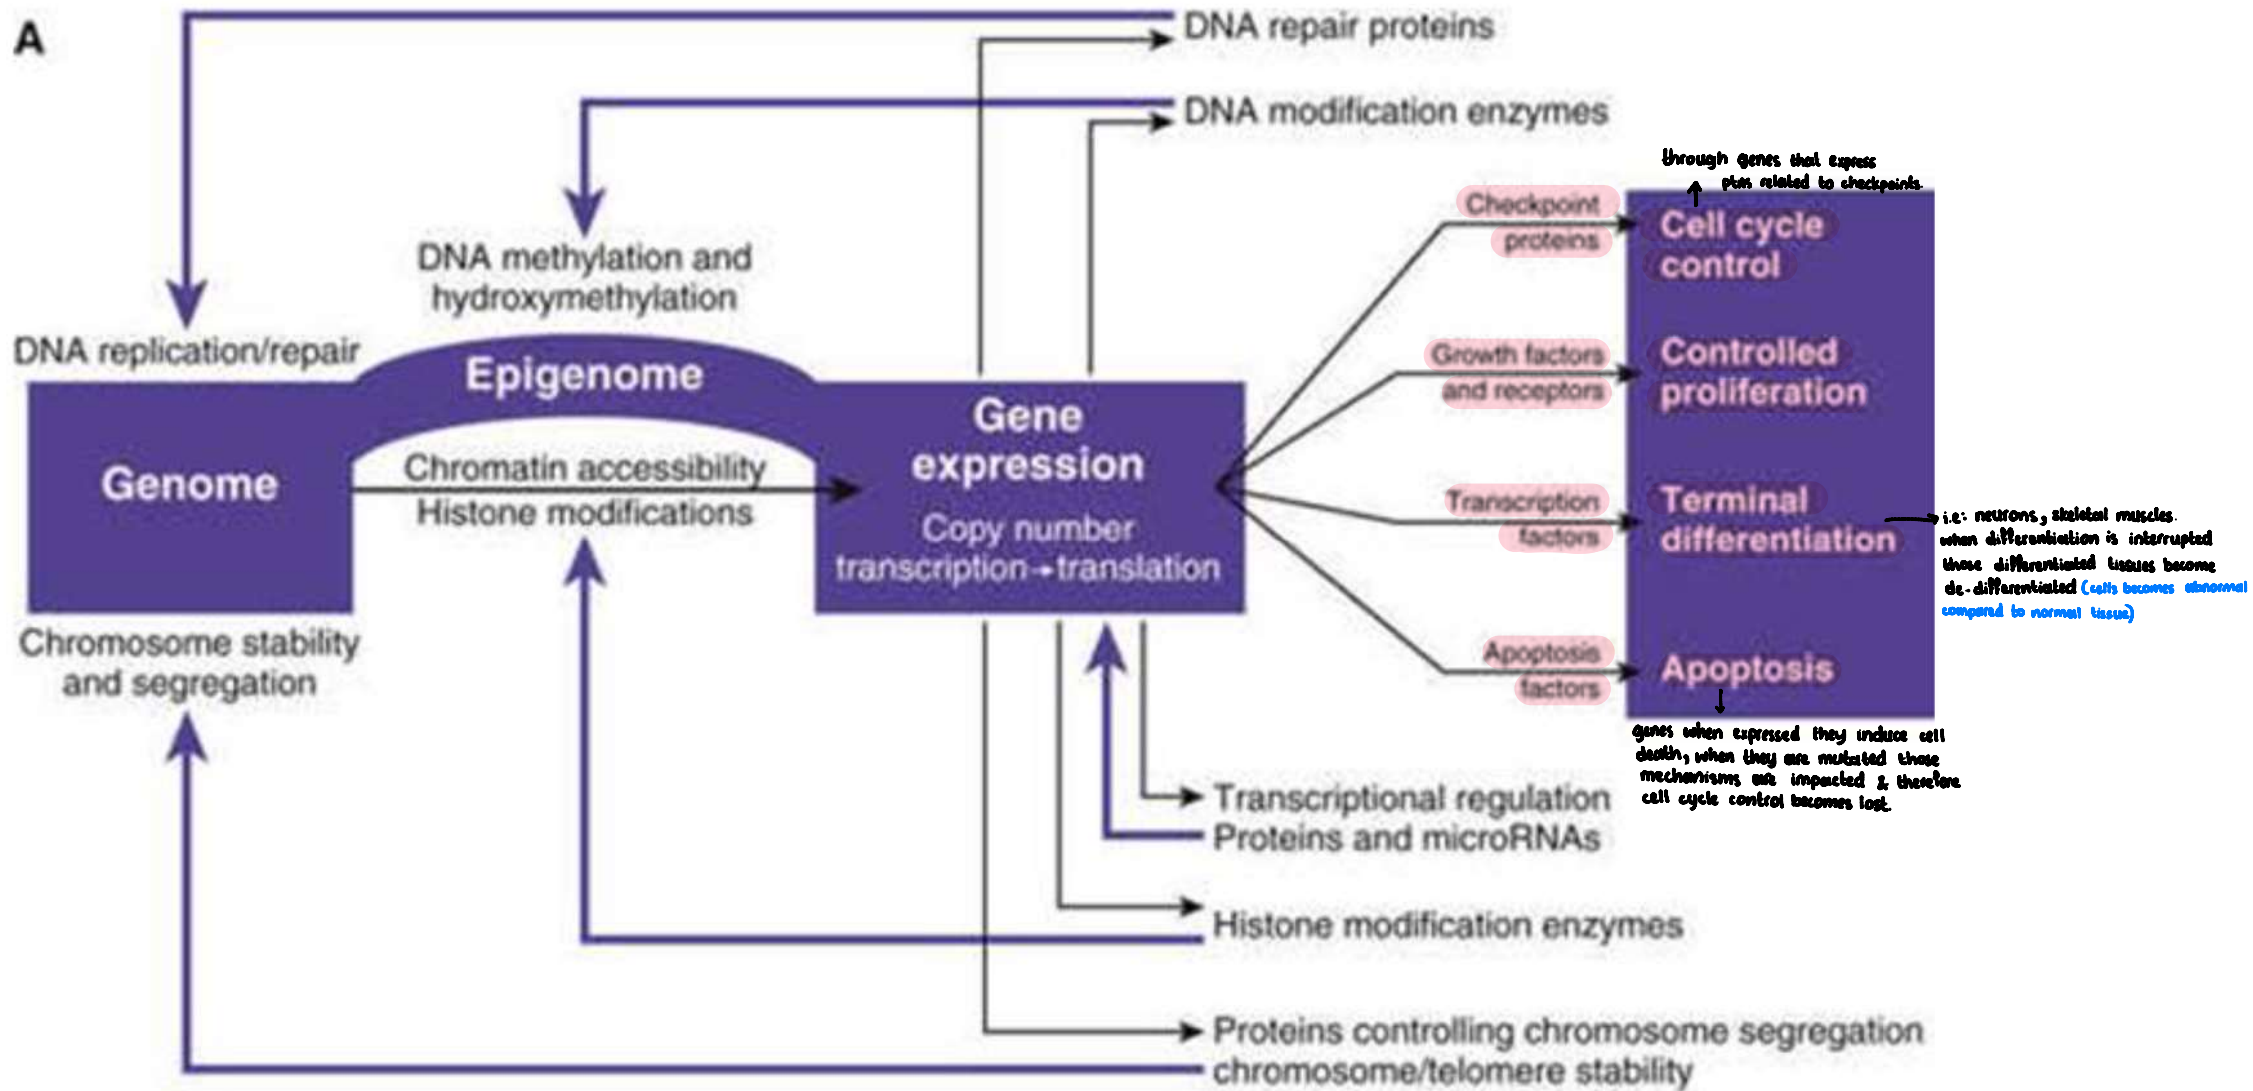 A
DNA repair proteins
DNA modification enzymes
DNA methylation and
hydroxymethylation
DNA replication/repair
Epigenome
Genome
Chromatin accessibility
Histone modifications
Chromosome stability
and segregation
Gene
expression
Copy number
transcription→translation
Checkpoint
proteins
Growth factors
and receptors
Transcription
factors
Apoptosis
factors
through genes that express
ptns related to checkpoints.
Cell cycle
control
Controlled
proliferation
Terminal
differentiation
i.e: neurons, skeletal muscles.
when differentiation is interrupted
those differentiated tissues become
de-differentiated (cells becomes abnormal
compared to normal tissue)
Apoptosis
genes when expressed they induce cell
death, when they are mutated those
mechanisms are impacted & therefore
cell cycle control becomes lost.
Transcriptional regulation
Proteins and microRNAs
Histone modification enzymes
Proteins controlling chromosome segregation
chromosome/telomere stability